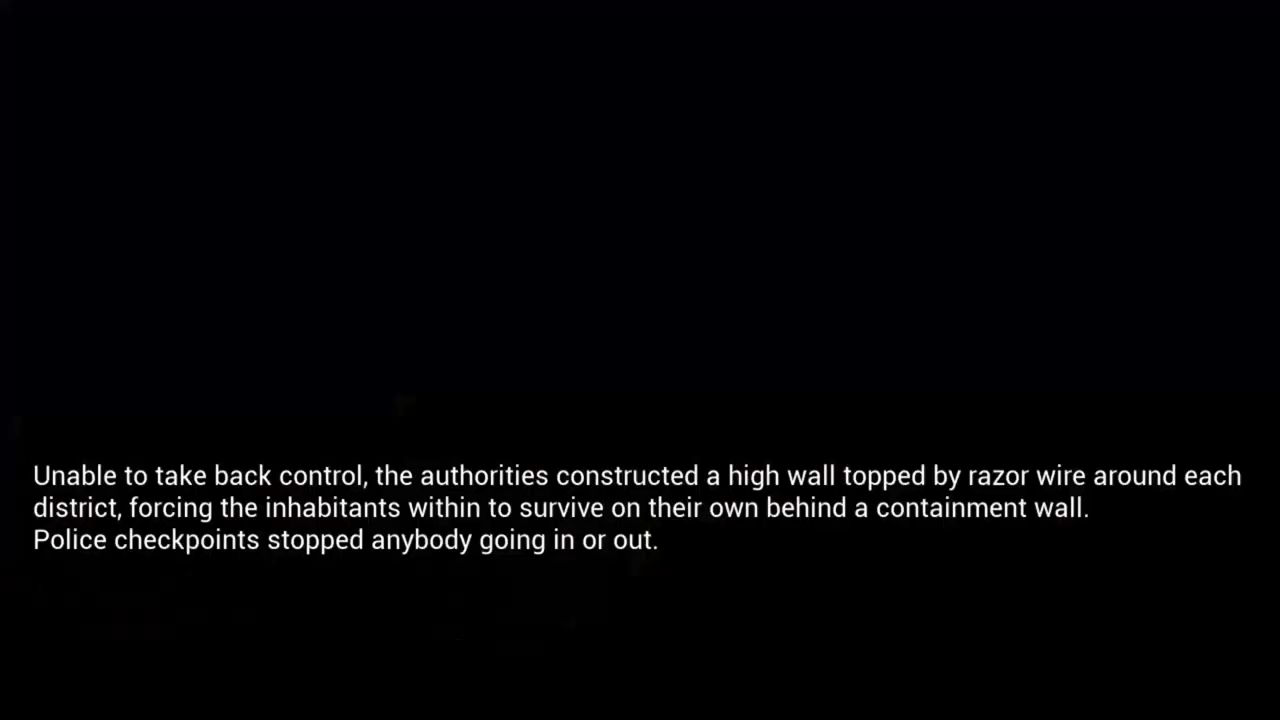 Unable to take back control, the authorities constructed a high wall topped by razor wire around each
district, forcing the inhabitants within to survive on their own behind a containment wall.
Police checkpoints stopped anybody going in or out.